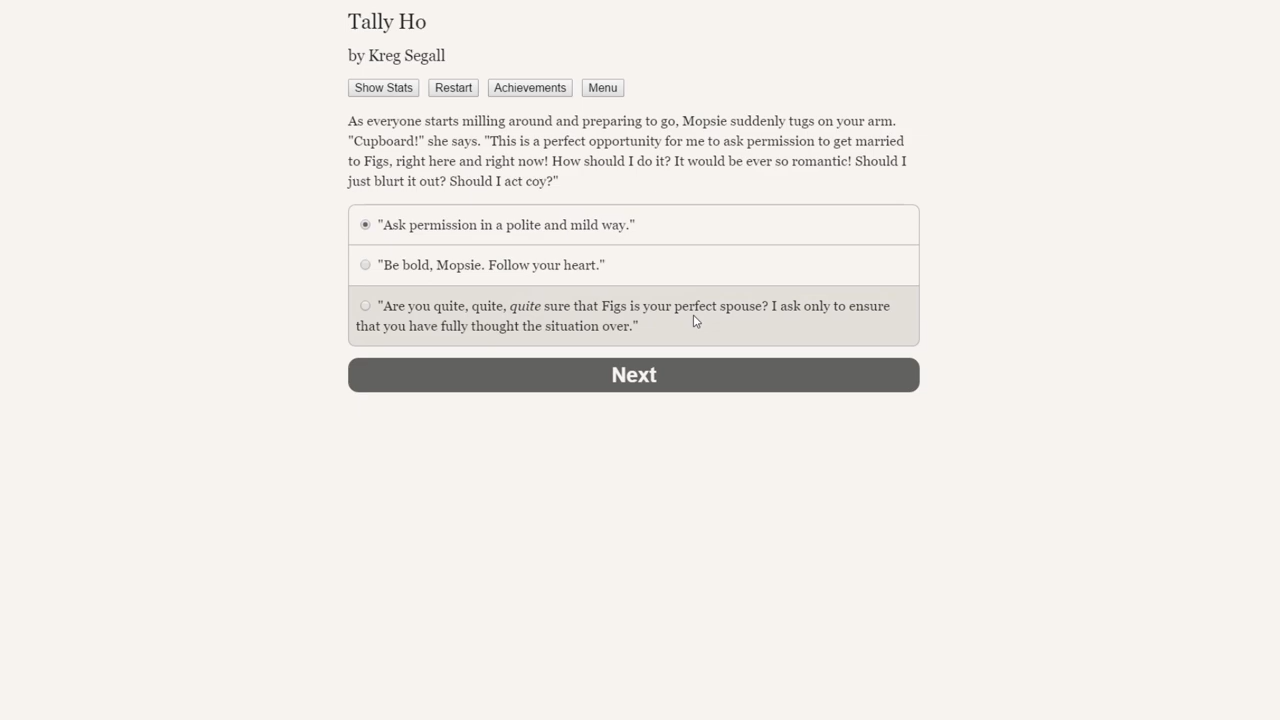 Tally Ho
by Kreg Segall
Show Stats Restart Achievements Menu
As everyone starts milling around and preparing to go, Mopsie suddenly tugs on your arm.
"Cupboard!" she says. "This is a perfect opportunity for me to ask permission to get married
to Figs, right here and right now! How should I do it? It would be ever so romantic! Should I
just blurt it out? Should I act coy?"
"Ask permission in a polite and mild way."
"Be bold, Mopsie. Follow your heart."
"Are you quite, quite, quite sure that Figs is your perfect spouse? I ask only to ensure
that you have fully thought the situation over."
Next